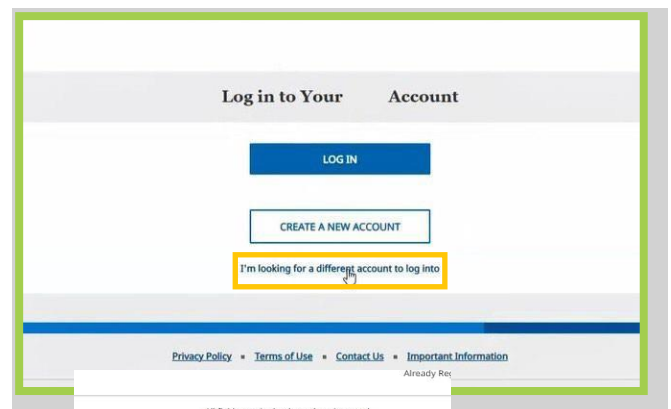 Log in to Your Account
LOG IN
CREATE A NEW ACCOUNT
I'm looking for a different account to log into
Privacy Policy ▪ Terms of Use ▪ Contact Us ▪ Important Information
Already